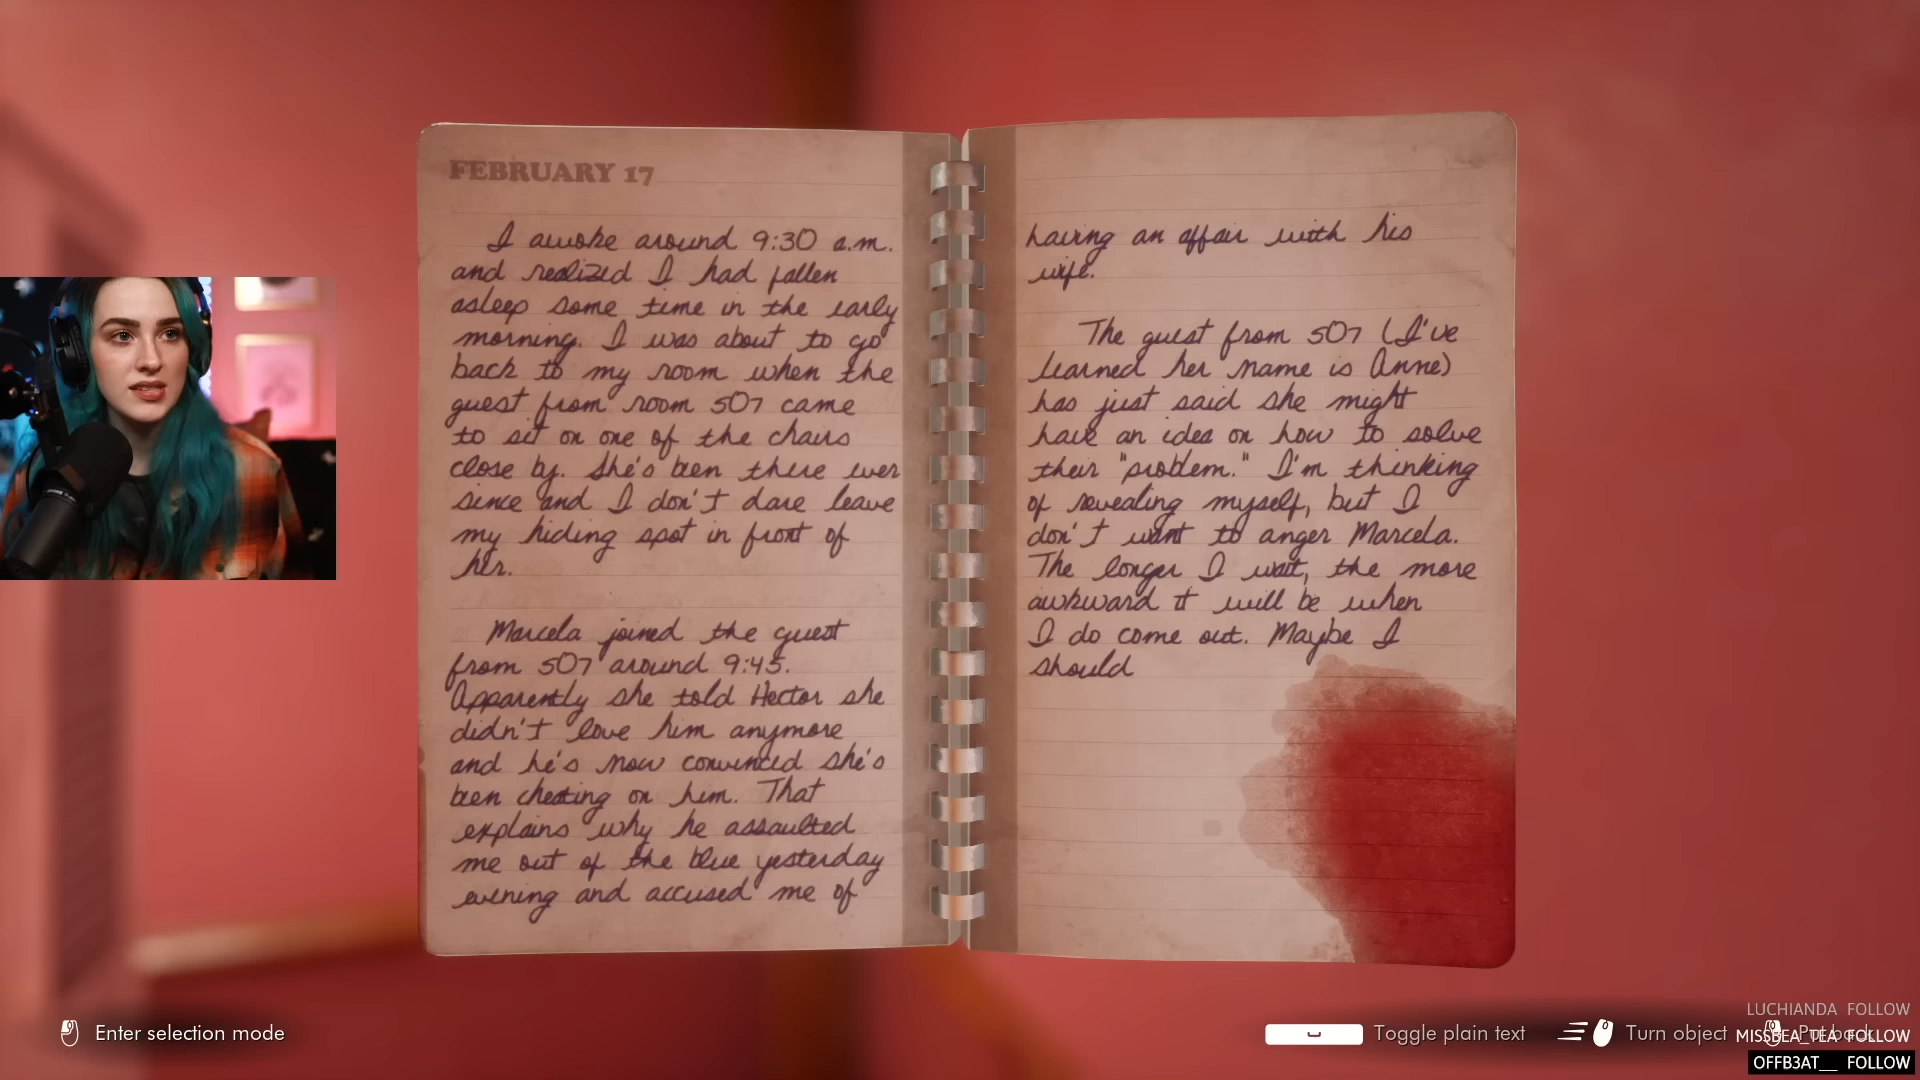 FEBRUARY 17
I awoke around 9:30 a.m.
and realized I had fallen
asleep some time in the early
morning. I was about to go
back to my room when the
guest from room 507 came
to sit on one of the chairs
close by. She's been there ever
since and I don't dare leave
my hiding spot in front of
her.
Marcela joined the guest
from 507 around 9:45.
Apparently she told Hector she
didn't love him anymore
and he's now convinced she's
been cheating on him. That
explains why he assaulted
me out of the blue yesterday
evening and accused me of
having an affair with his
wife.
The guest from 507 (I've
learned her name is Anne)
has just said she might
have an idea on how to solve
their "problem." I'm thinking
of revealing myself, but I
don't want to anger Marcela.
The longer I wait, the more
awkward it will be when
I do come out. Maybe I
should
Enter selection mode
Toggle plain text
Turn object
LUCHIANDA FOLLOW
MISSBEA_TEA FOLLOW
OFFB3AT__ FOLLOW